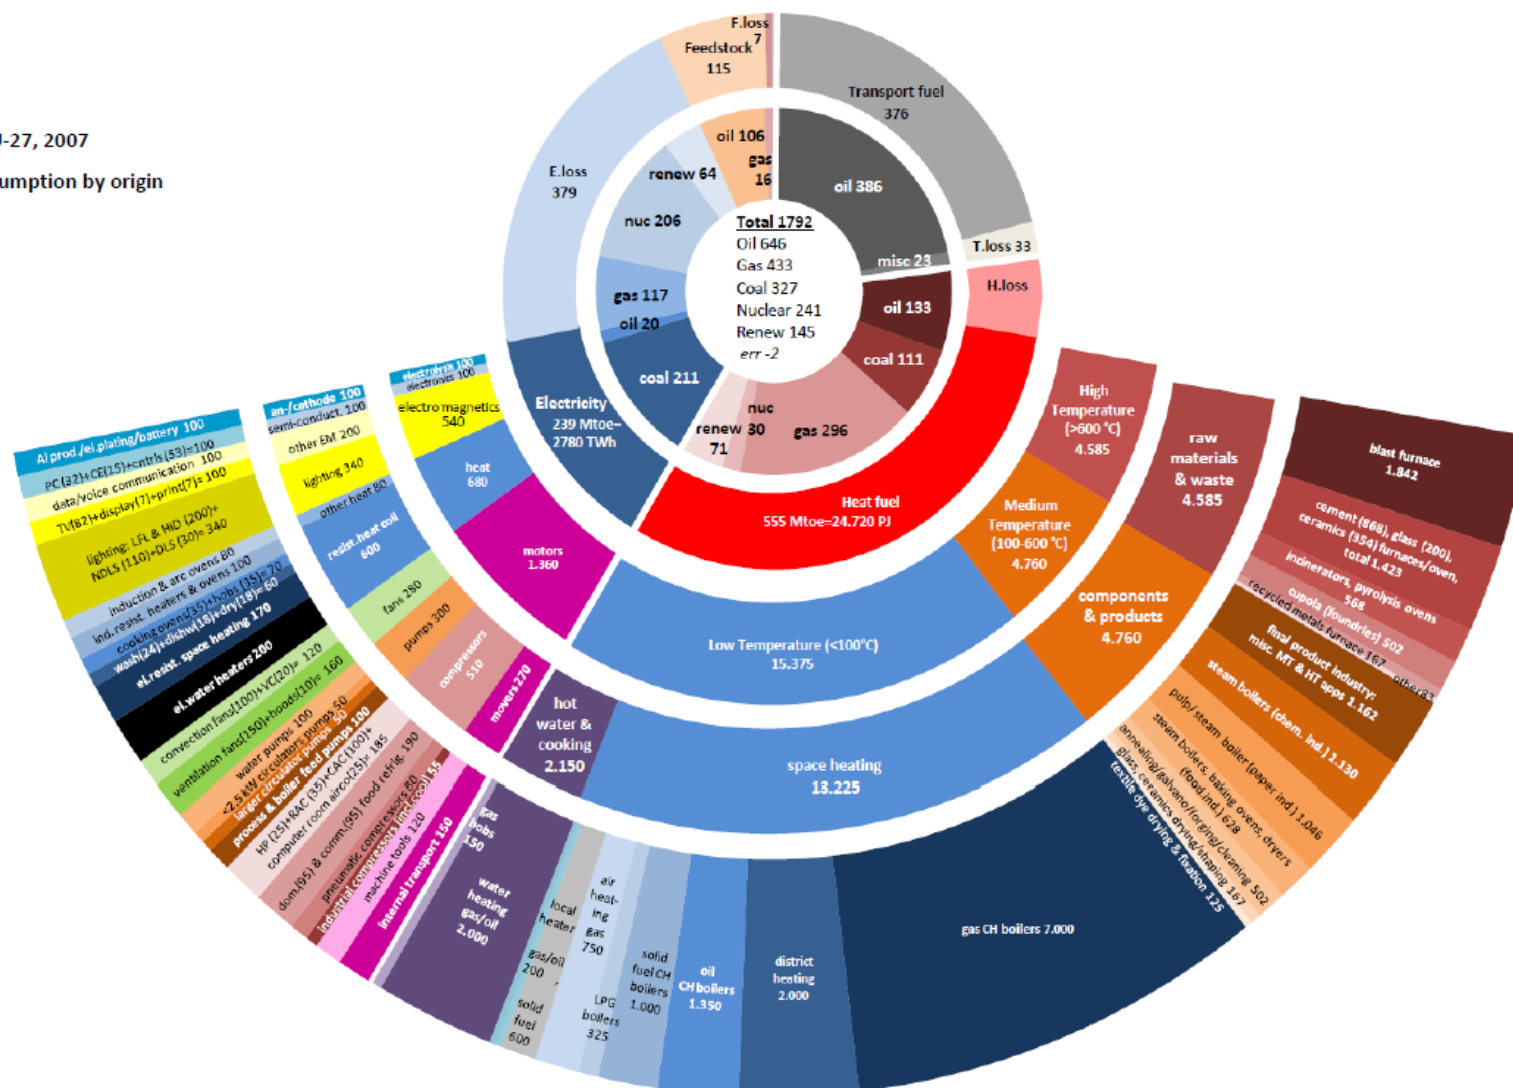 J-27, 2007
umption by origin
F.loss
7
Feedstock
115
Transport fuel
376
E.loss
379
T.loss 33
H.loss
oil 106
gas
16
renew 64
nuc 206
gas 117
oil 20
coal 211
oil 386
misc 23
oil 133
coal 111
gas 296
nuc
30
renew
71
Total 1792
Oil 646
Gas 433
Coal 327
Nuclear 241
Renew 145
err -2
Electricity
239 Mtoe=
2780 TWh
Heat fuel
555 Mtoe=24.720 PJ
electrolysis 100
electronics 100
electro magnetics
540
heat
680
motors
1.360
Low Temperature (<100°C)
15.375
Medium
Temperature
(100-600 °C)
4.760
High
Temperature
(>600 °C)
4.585
an-/cathode 100
semi-conduct. 100
other EM 200
lighting 340
other heat 80
resist.heat coil
600
fans 280
pumps 300
compressors
510
movers 270
hot
water &
cooking
2.150
space heating
13.225
components
& products
4.760
raw
materials
& waste
4.585
Al prod./el.plating/battery 100
PC (32)+CE(15)+cntrls (53)=100
data/voice communication 100
TV(82)+display(7)+print(7)= 100
lighting: LFL & HID (200)+
NDLS (110)+DLS (30)= 340
induction & arc ovens 80
ind. resist. heaters & ovens 100
cooking ovens(35)+hobs (35)= 70
wash(24)+dishw(18)+dry(18)= 60
el.resist. space heating 170
el.water heaters 200
convection fans(100)+VC(20)= 120
ventilation fans(150)+hoods(10)= 160
water pumps 100
<2.5 kW circulators pumps 50
larger circulator pumps 50
process & boiler feed pumps 100
HP (25)+RAC (35)+CAC (100)+
computer room airco(25)= 185
dom.(95) & comm.(95) food refrig. 190
pneumatic compressors 80
industrial compressors (incl.cool) 55
machine tools 120
internal transport 150
gas
hobs
150
water
heating
gas/oil
2.000
local
heater
gas/oil
200
solid
fuel
600
air
heat-
ing
gas
750
LPG
boilers
325
solid
fuel CH
boilers
1.000
oil
CH boilers
1.350
district
heating
2.000
gas CH boilers 7.000
textile dye drying & fixation 125
glass, ceramics drying/shaping 167
annealing/galvano/forging/cleaning 502
steam boilers, baking ovens, dryers
(food ind.) 628
pulp/ steam boiler (paper ind.) 1.046
steam boilers (chem. ind.) 1.130
final product industry:
misc. MT & HT apps 1.162
other 83
recycled metals furnace 167
cupola (foundries) 502
incinerators, pyrolysis ovens
568
cement (868), glass (200),
ceramics (354) furnaces/oven,
total 1.423
blast furnace
1.842